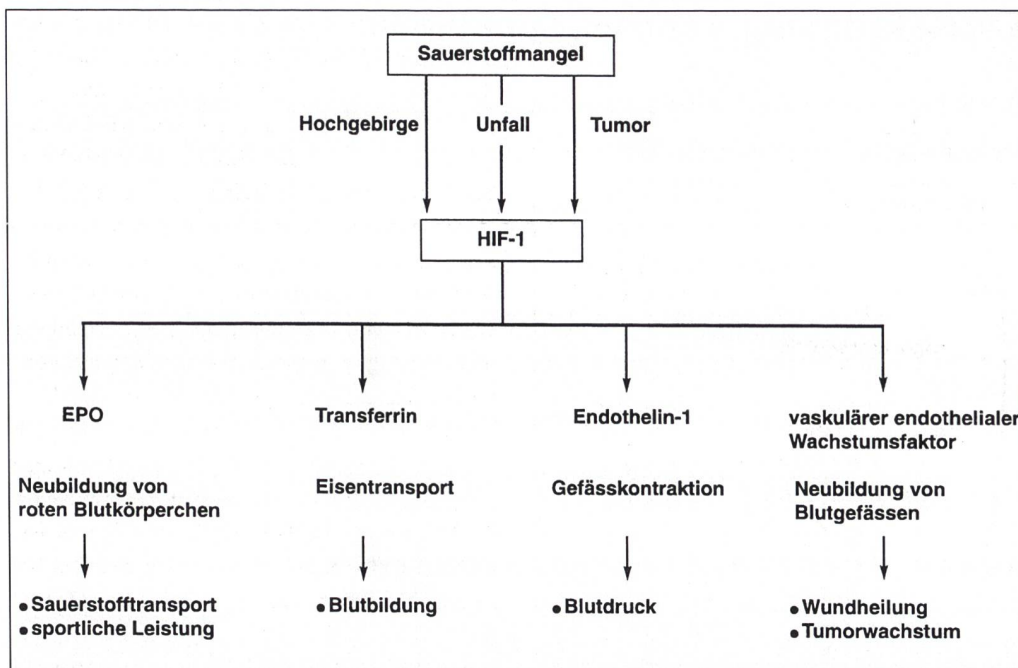 Sauerstoffmangel
Hochgebirge
Unfall
Tumor
HIF-1
EPO
Transferrin
Endothelin-1
vaskulärer endothelialer
Wachstumsfaktor
Neubildung von
roten Blutkörperchen
Eisentransport
Gefässkontraktion
Neubildung von
Blutgefässen
• Sauerstofftransport
• sportliche Leistung
• Blutbildung
• Blutdruck
• Wundheilung
• Tumorwachstum